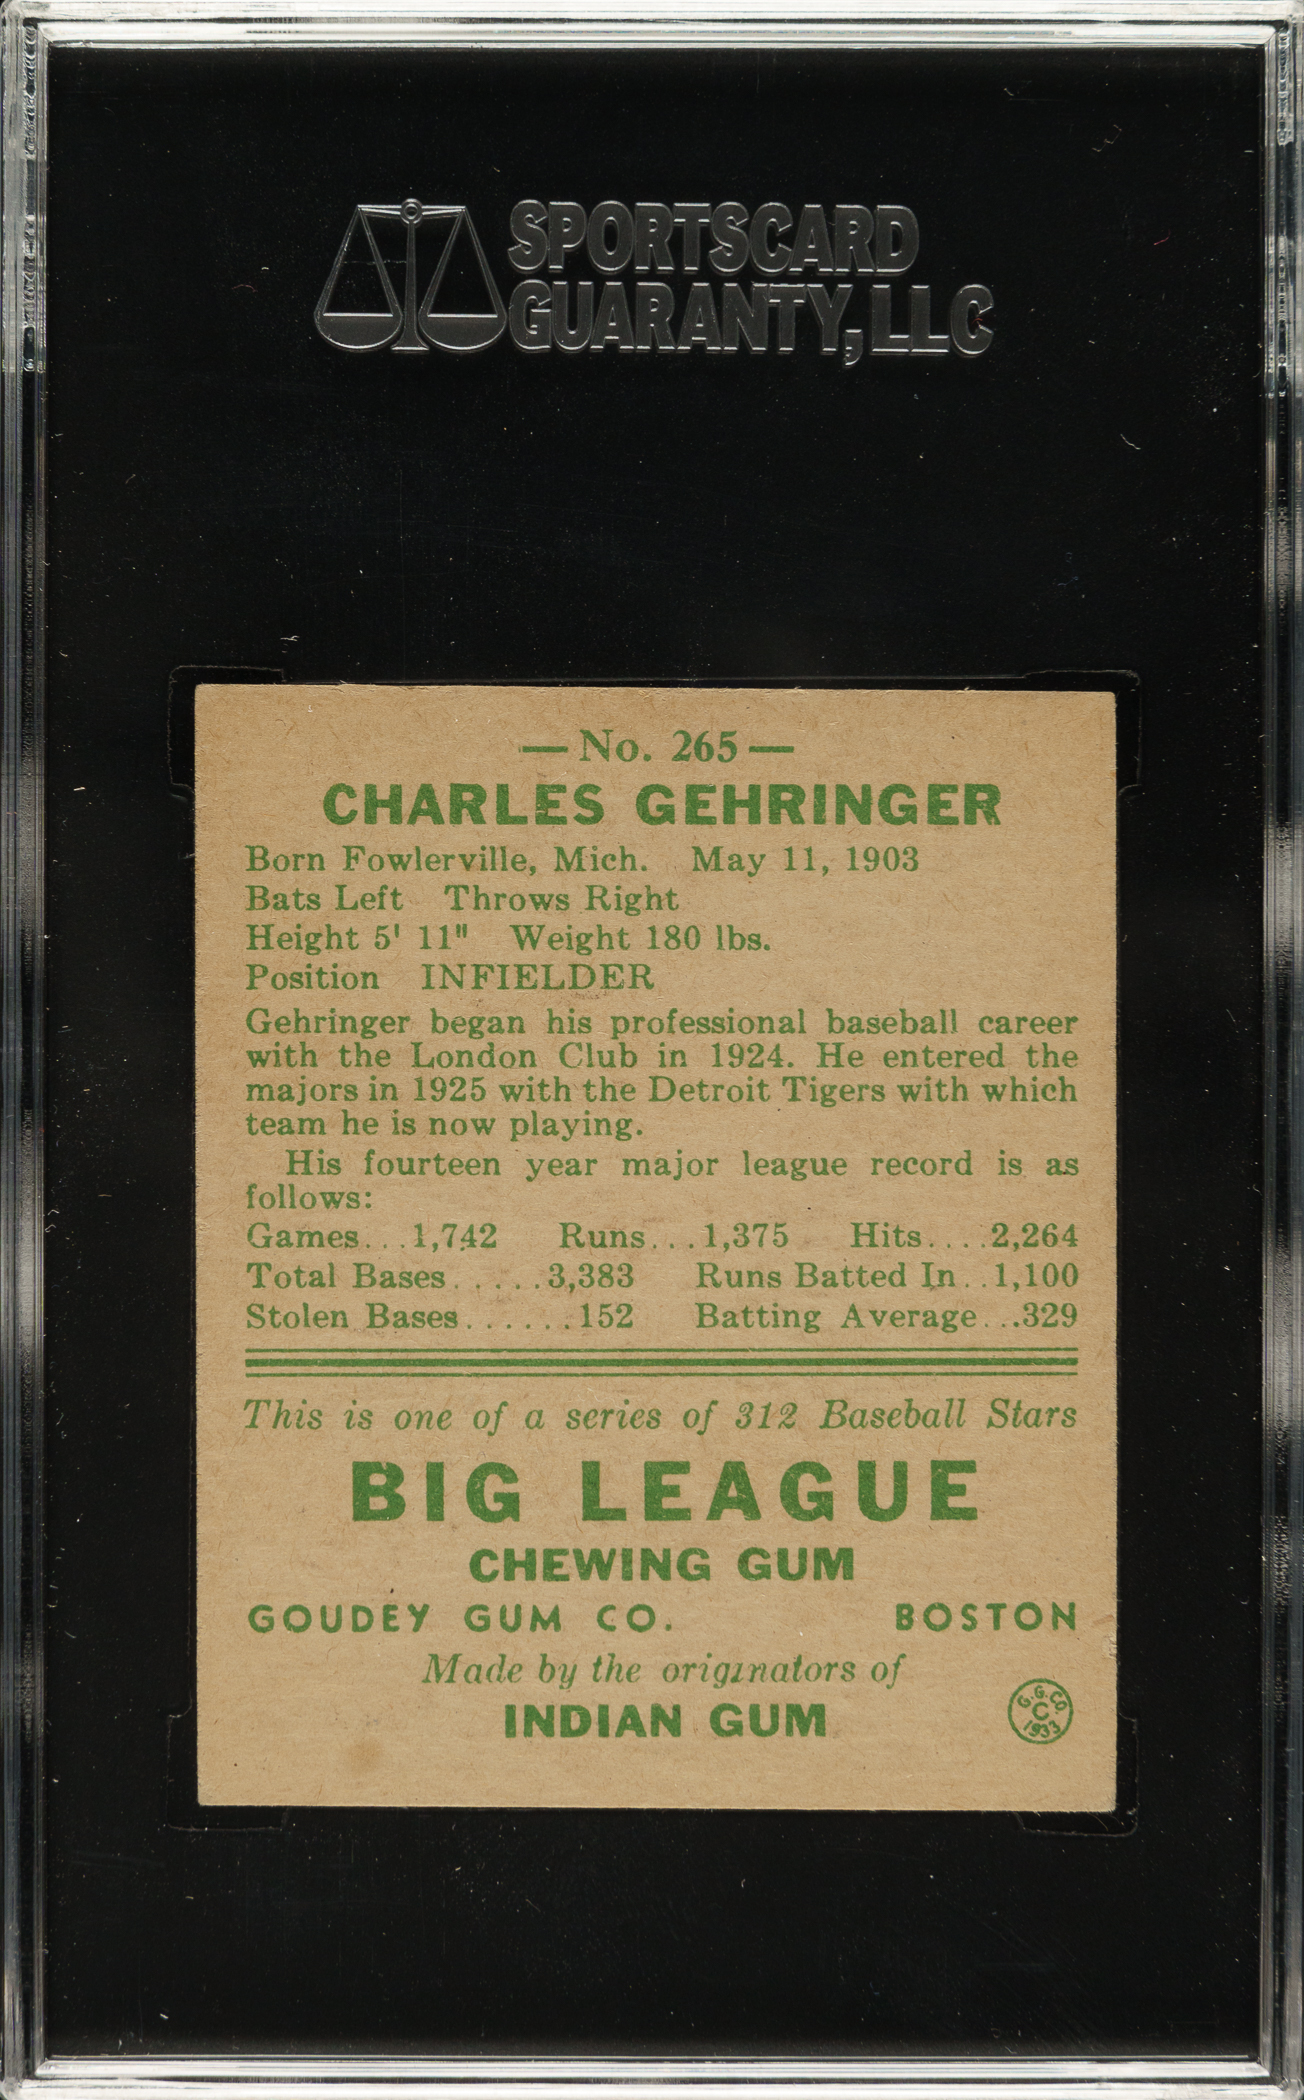 SPORTSCARD
GUARANTY, LLC
— No. 265 —
CHARLES GEHRINGER
Born Fowlerville, Mich. May 11, 1903
Bats Left Throws Right
Height 5' 11" Weight 180 lbs.
Position INFIELDER
Gehringer began his professional baseball career
with the London Club in 1924. He entered the
majors in 1925 with the Detroit Tigers with which
team he is now playing.
His fourteen year major league record is as
follows:
Games...1,742 Runs...1,375 Hits....2,264
Total Bases......3,383 Runs Batted In..1,100
Stolen Bases......152 Batting Average...329
This is one of a series of 312 Baseball Stars
BIG LEAGUE
CHEWING GUM
GOUDEY GUM CO. BOSTON
Made by the originators of
INDIAN GUM
G.G.CO.
C
1933